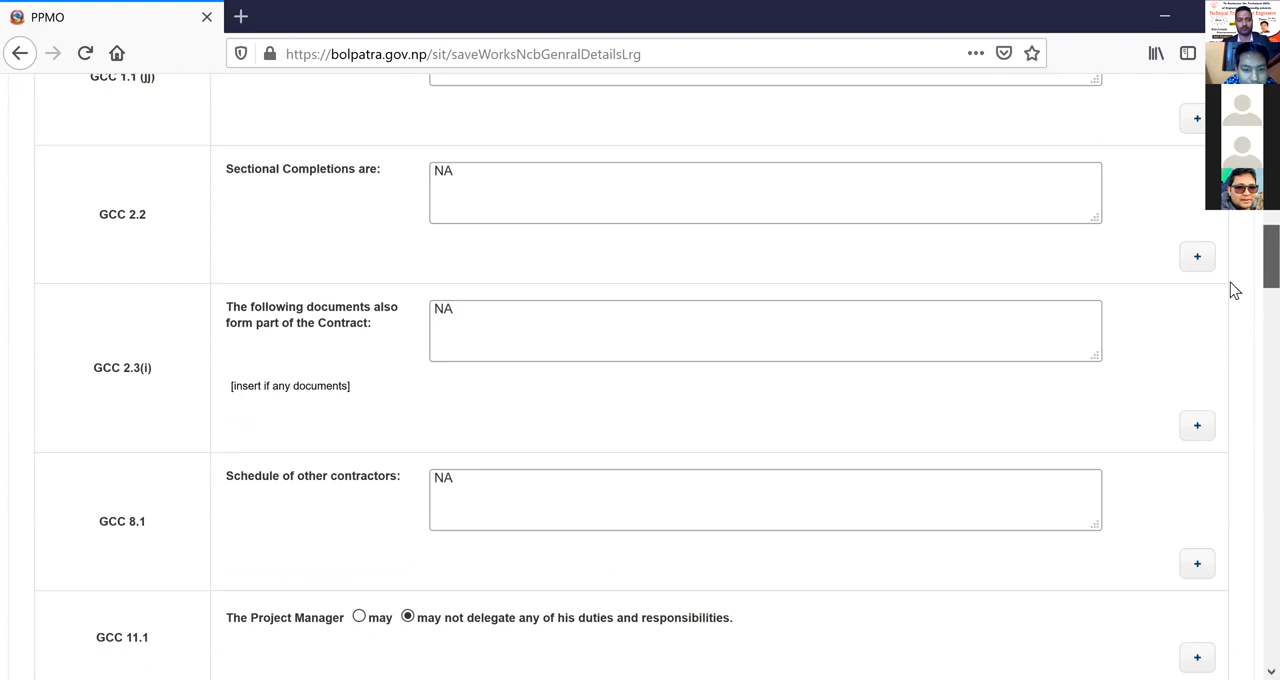 PPMO
https://bolpatra.gov.np/slit/saveWorksNcbGenralDetailsLrg
GCC 1.1 (jj)
Sectional Completions are:
NA
GCC 2.2
The following documents also
form part of the Contract:
NA
GCC 2.3(i)
[insert if any documents]
Schedule of other contractors:
NA
GCC 8.1
The Project Manager may may not delegate any of his duties and responsibilities.
GCC 11.1